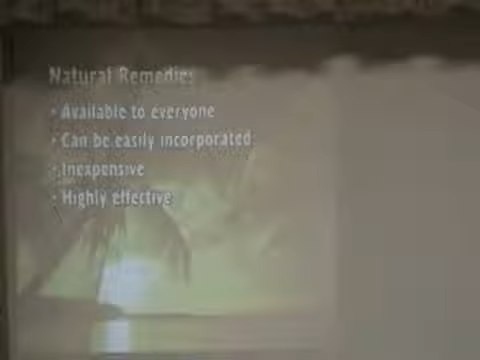 Natural Remedies
• Available to everyone
• Can be easily incorporated
• Inexpensive
• Highly effective